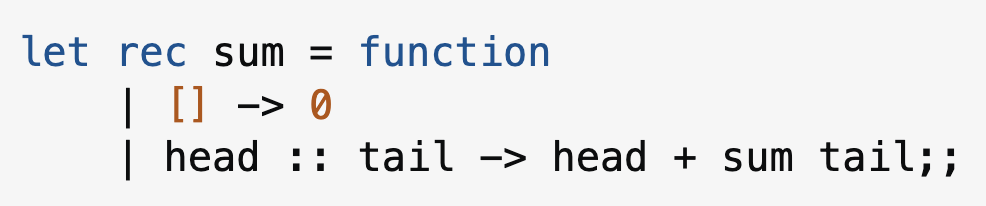 let rec sum = function
    | [] -> 0
    | head :: tail -> head + sum tail;;